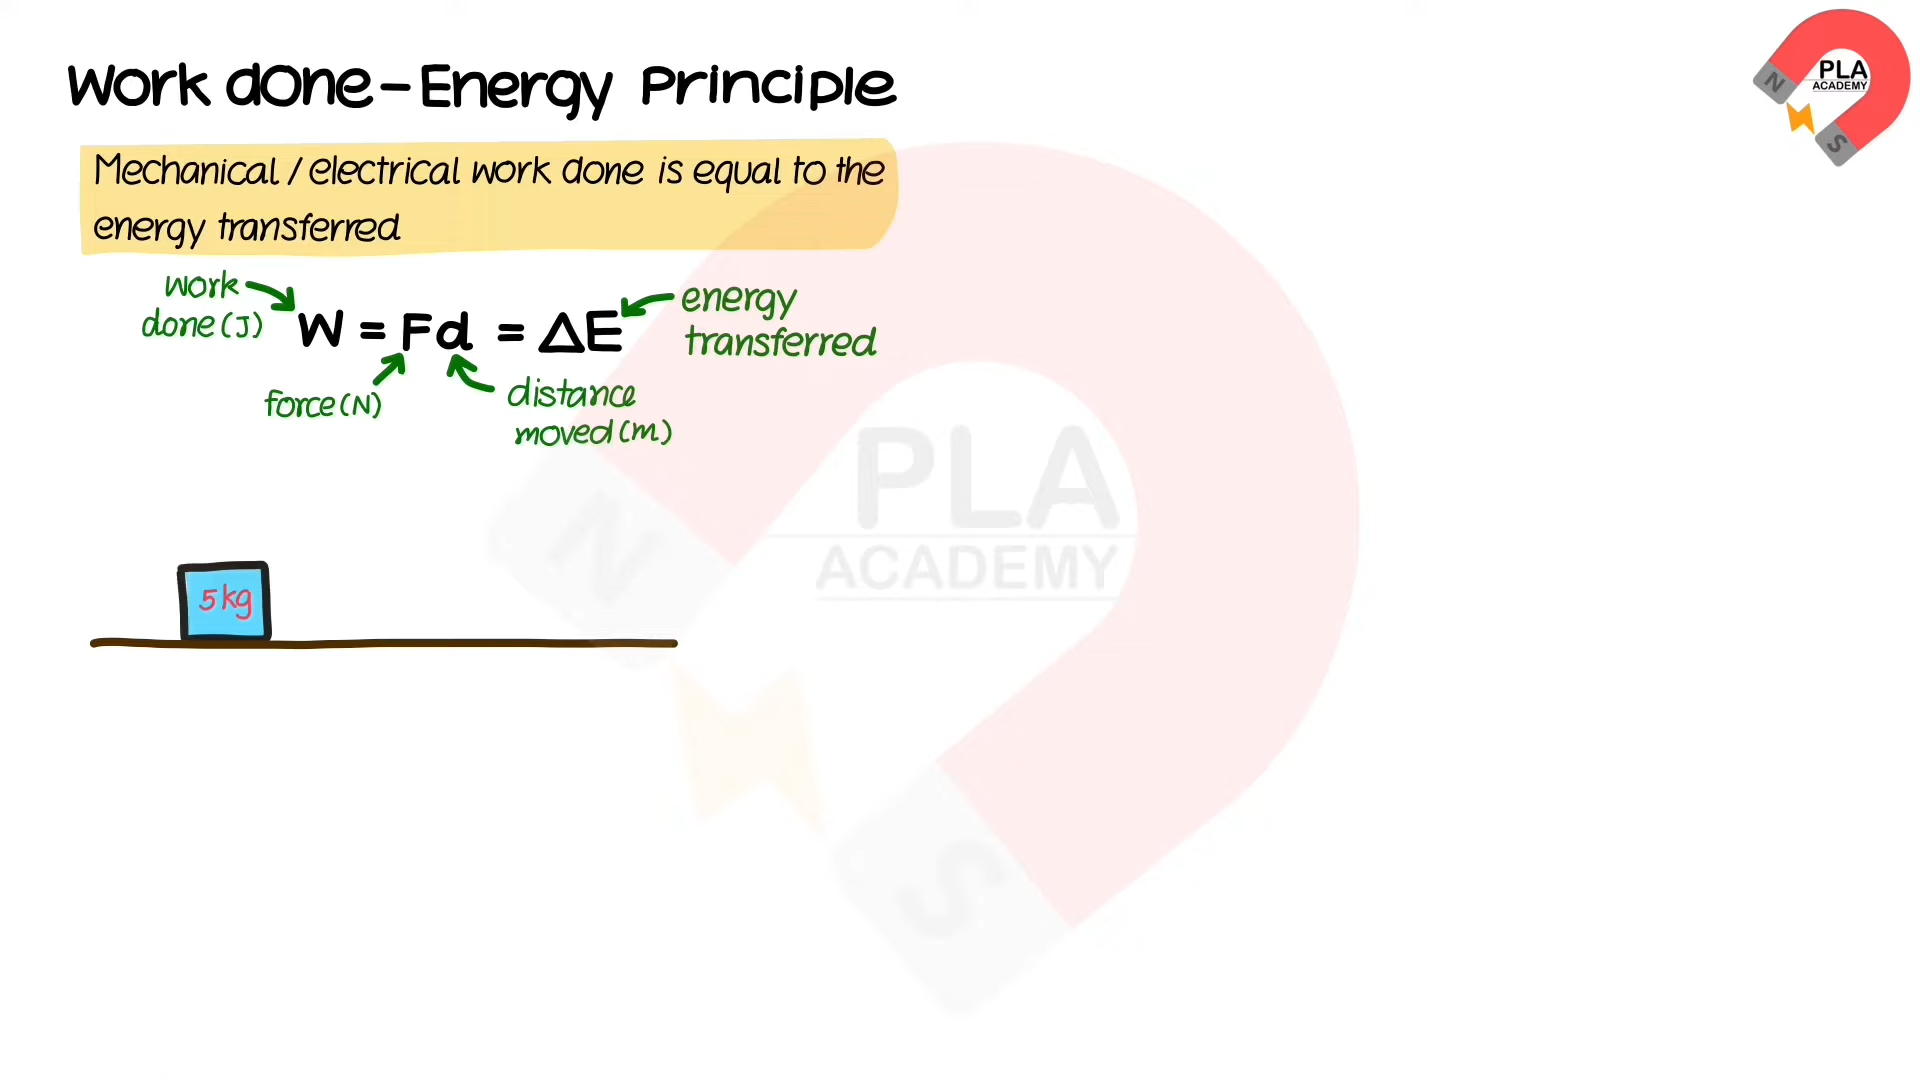 Work done - Energy Principle
Mechanical / electrical work done is equal to the
energy transferred
work
done (J)
W = Fd = ΔE
energy
transferred
force (N)
distance
moved (m)
5 kg
N
PLA
ACADEMY
S
N
PLA
ACADEMY
S